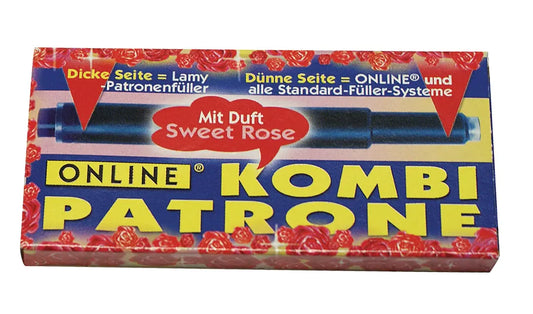 Dicke Seite = Lamy
-Patronenfüller
Dünne Seite = ONLINE® und
alle Standard-Füller-Systeme
Mit Duft
Sweet Rose
ONLINE® KOMBI
PATRONE